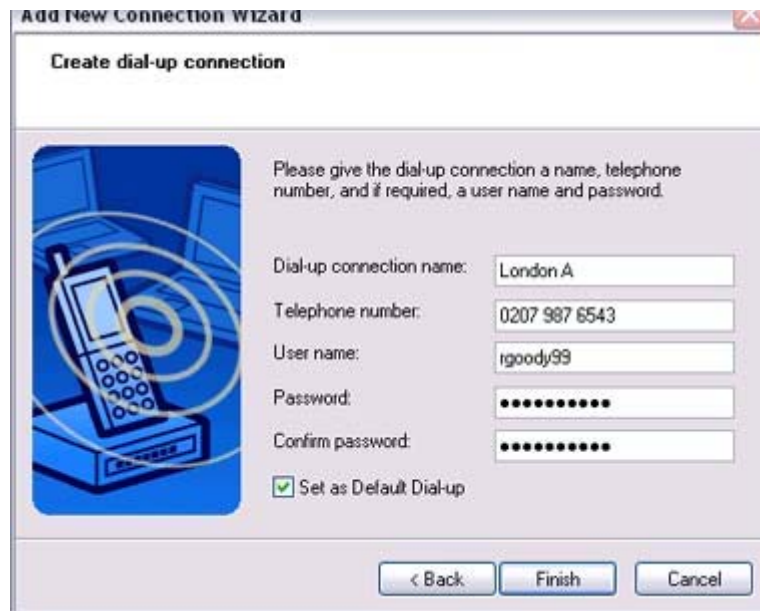 Add New Connection Wizard
Create dial-up connection
Please give the dial-up connection a name, telephone
number, and if required, a user name and password.
Dial-up connection name:
London A
Telephone number:
0207 987 6543
User name:
rgoody99
Password:
●●●●●●●●●●
Confirm password:
●●●●●●●●●●
Set as Default Dial-up
< Back
Finish
Cancel